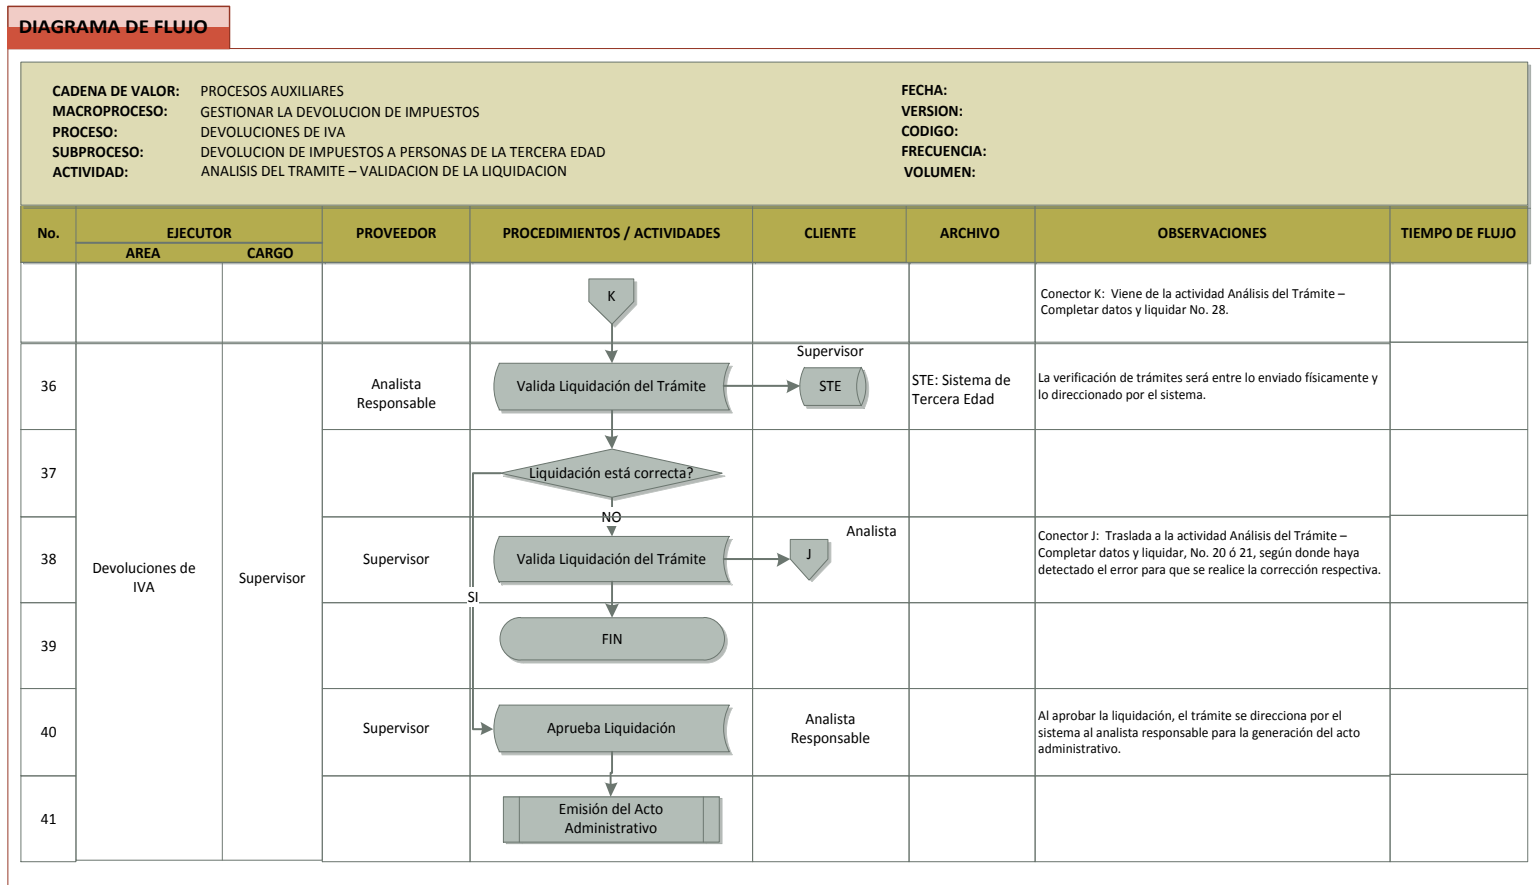 DIAGRAMA DE FLUJO
CADENA DE VALOR: PROCESOS AUXILIARES
MACROPROCESO: GESTIONAR LA DEVOLUCION DE IMPUESTOS
PROCESO: DEVOLUCIONES DE IVA
SUBPROCESO: DEVOLUCION DE IMPUESTOS A PERSONAS DE LA TERCERA EDAD
ACTIVIDAD: ANALISIS DEL TRAMITE – VALIDACION DE LA LIQUIDACION
FECHA:
VERSION:
CODIGO:
FRECUENCIA:
VOLUMEN:
No. EJECUTOR PROVEEDOR PROCEDIMIENTOS / ACTIVIDADES CLIENTE ARCHIVO OBSERVACIONES TIEMPO DE FLUJO
AREA CARGO
K
Conector K: Viene de la actividad Análisis del Trámite –
Completar datos y liquidar No. 28.
Devoluciones de
IVA
Supervisor
36
Analista
Responsable
Valida Liquidación del Trámite
Supervisor
STE
STE: Sistema de
Tercera Edad
La verificación de trámites será entre lo enviado físicamente y
lo direccionado por el sistema.
37
Liquidación está correcta?
NO
SI
38
Supervisor
Valida Liquidación del Trámite
Analista
J
Conector J: Traslada a la actividad Análisis del Trámite –
Completar datos y liquidar, No. 20 ó 21, según donde haya
detectado el error para que se realice la corrección respectiva.
39
FIN
40
Supervisor
Aprueba Liquidación
Analista
Responsable
Al aprobar la liquidación, el trámite se direcciona por el
sistema al analista responsable para la generación del acto
administrativo.
41
Emisión del Acto
Administrativo